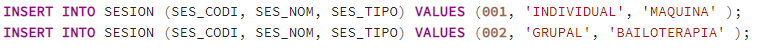 INSERT INTO SESION (SES_CODI, SES_NOM, SES_TIPO) VALUES (001, 'INDIVIDUAL', 'MAQUINA' );
INSERT INTO SESION (SES_CODI, SES_NOM, SES_TIPO) VALUES (002, 'GRUPAL', 'BAILOTERAPIA' );